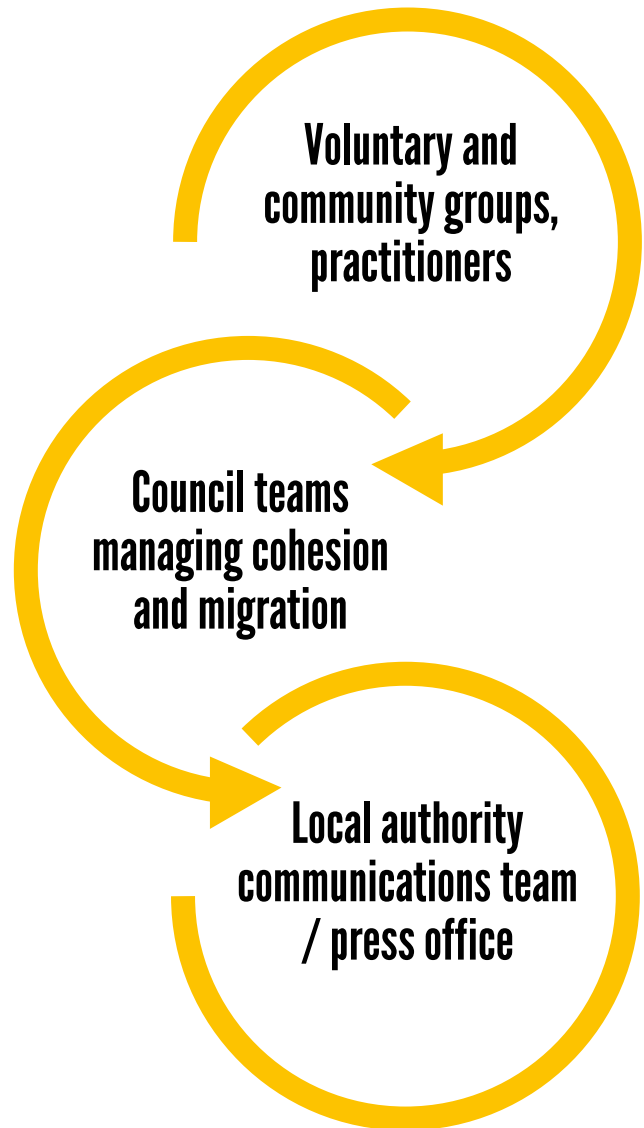 Voluntary and
community groups,
practitioners
Council teams
managing cohesion
and migration
Local authority
communications team
/ press office